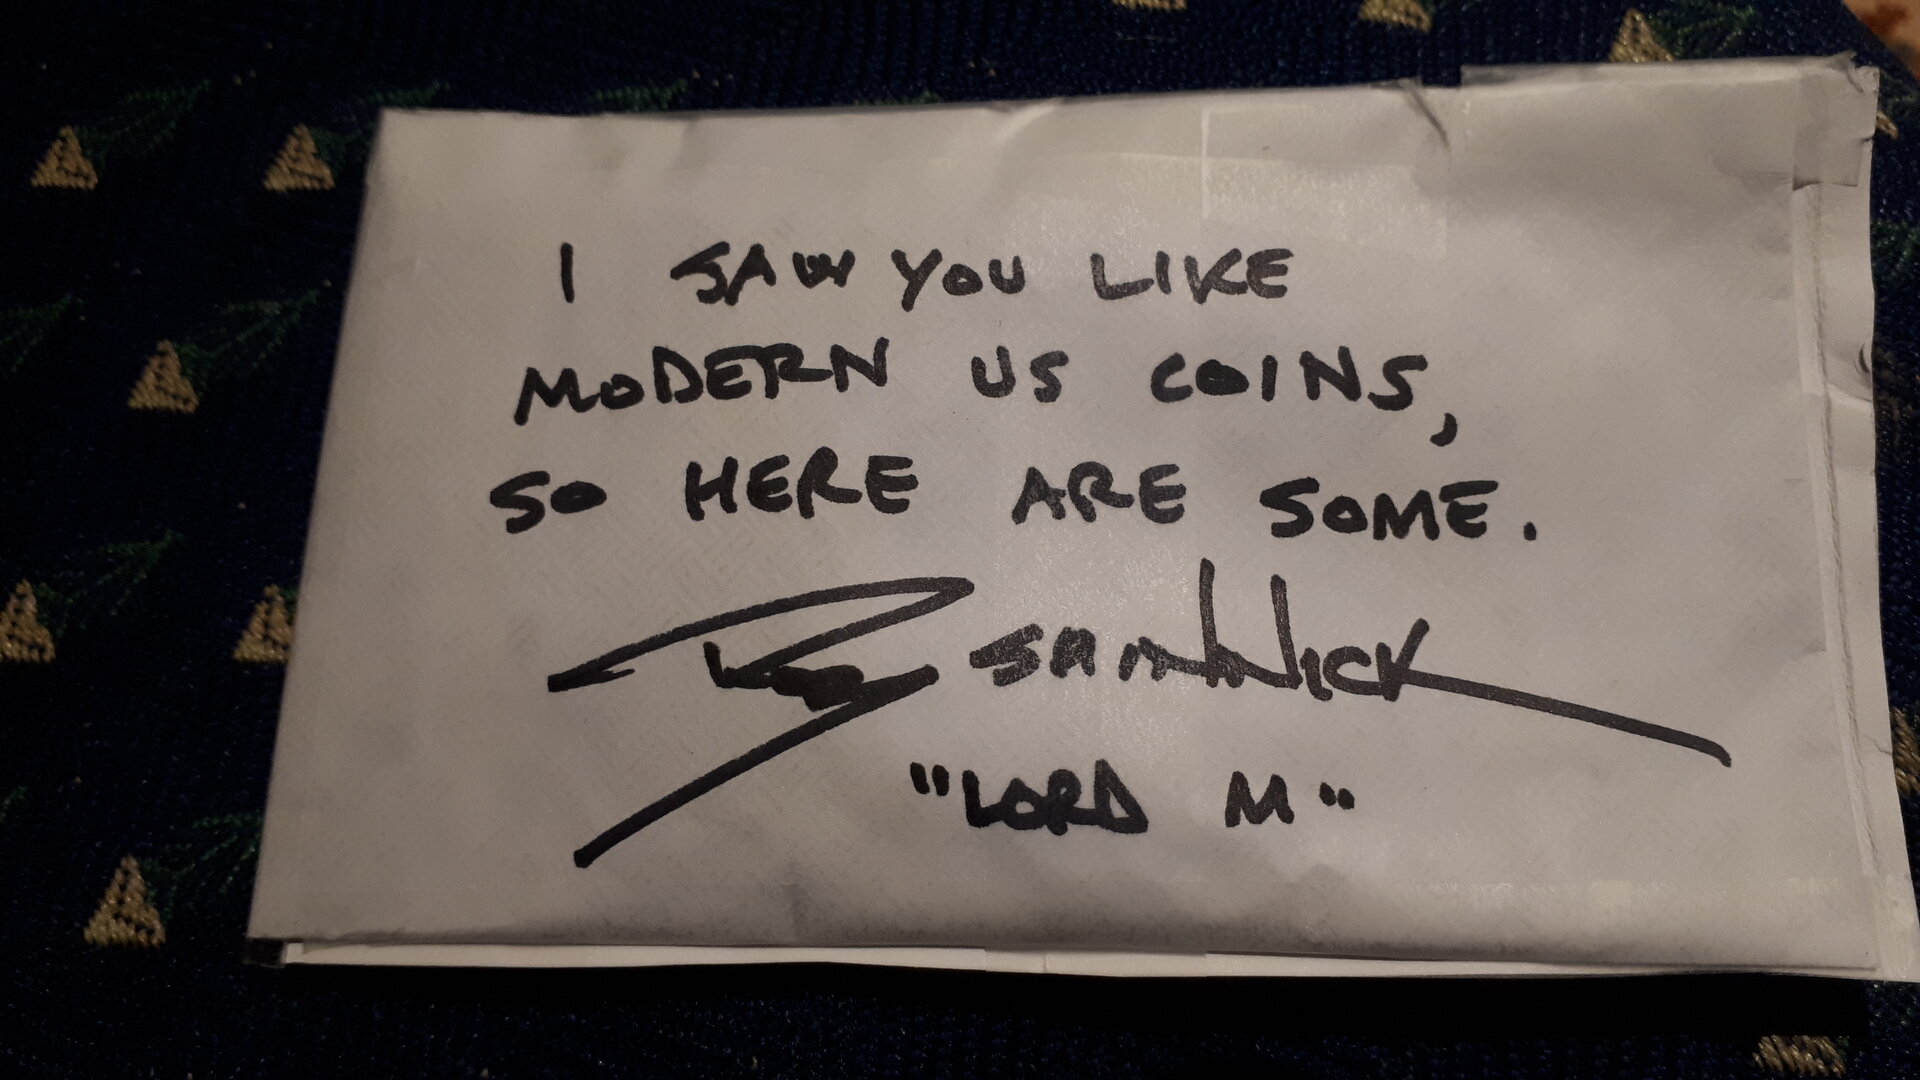 I SAW YOU LIKE
MODERN US COINS,
SO HERE ARE SOME.
"LORD M"